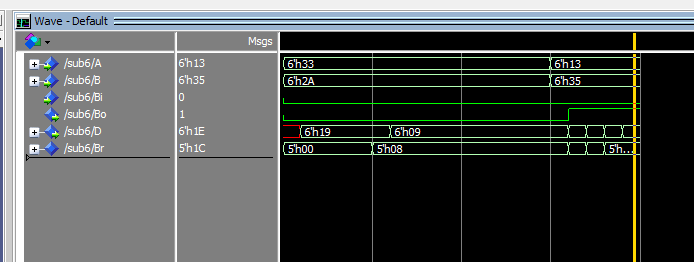 Wave - Default
Msgs
/sub6/A 6'h13 6'h33 6'h13
/sub6/B 6'h35 6'h2A 6'h35
/sub6/Bi 0
/sub6/Bo 1
/sub6/D 6'h1E 6'h19 6'h09
/sub6/Br 5'h1C 5'h00 5'h08 5'h...